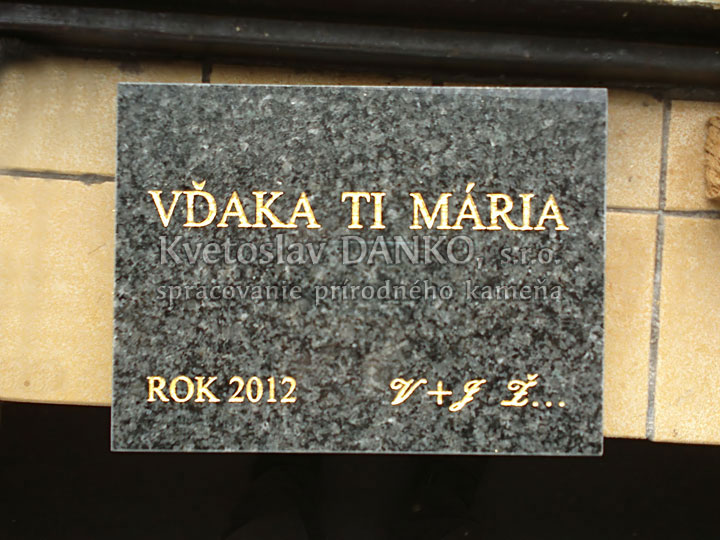 VĎAKA TI MÁRIA
Kvetoslav DANKO, s.r.o.
spracovanie prírodného kameňa
ROK 2012 V + J Ž...